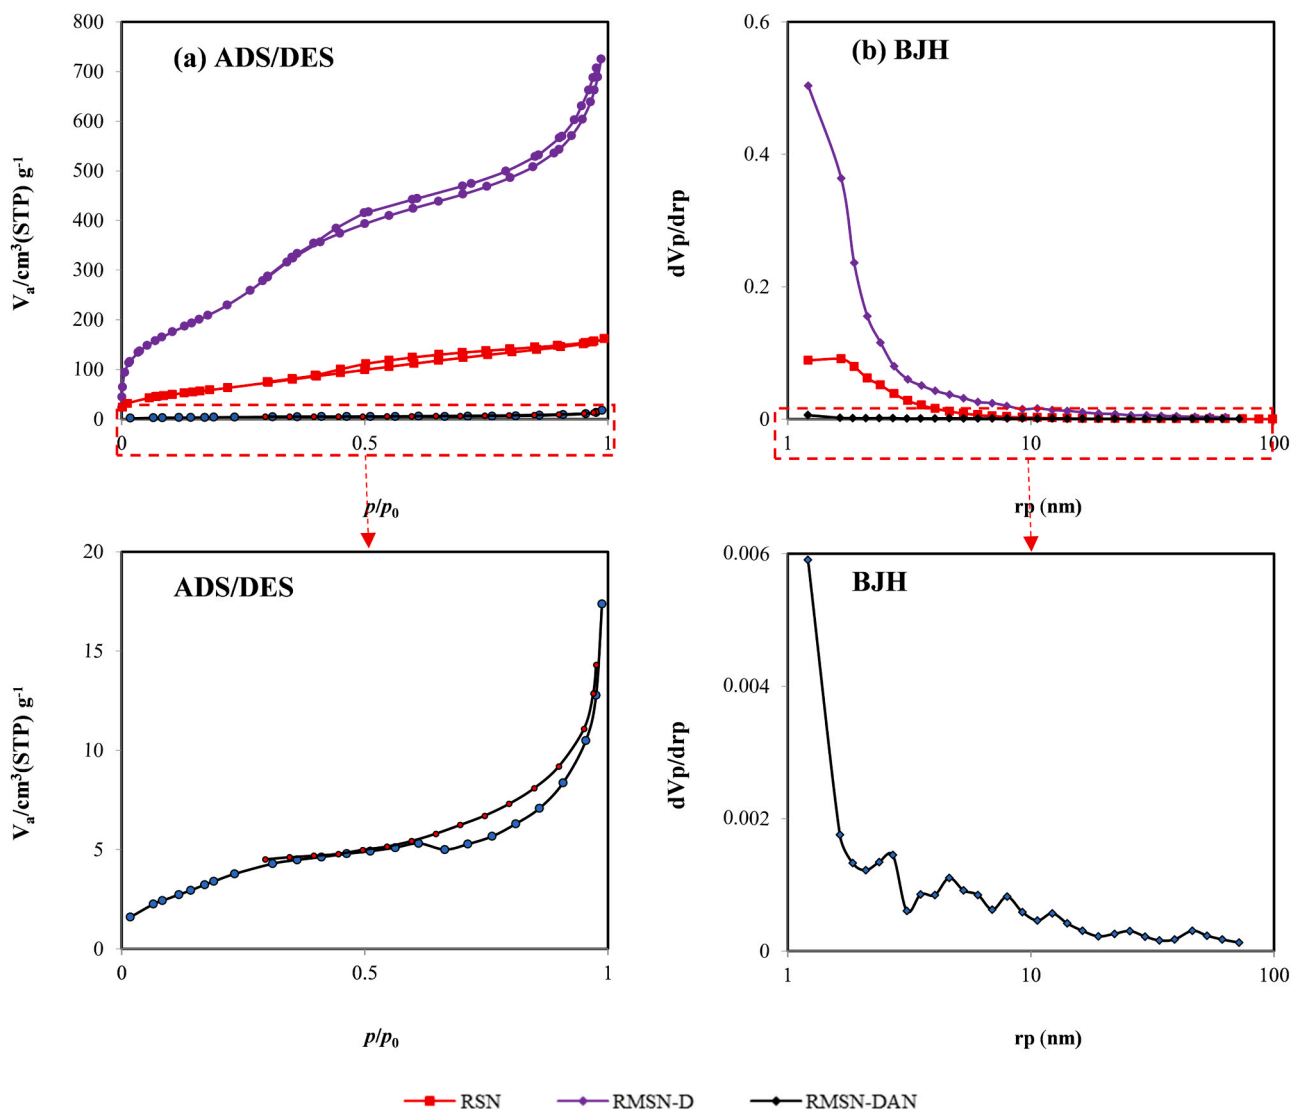 (a) ADS/DES
800
700
600
500
400
300
200
100
0
0
0.5
1
Vₐ/cm³(STP) g⁻¹
p/p₀
(b) BJH
0.6
0.4
0.2
0
1
10
100
dVp/drp
rp (nm)
ADS/DES
20
15
10
5
0
0
0.5
1
Vₐ/cm³(STP) g⁻¹
p/p₀
BJH
0.006
0.004
0.002
0
1
10
100
dVp/drp
rp (nm)
RSN RMSN-D RMSN-DAN